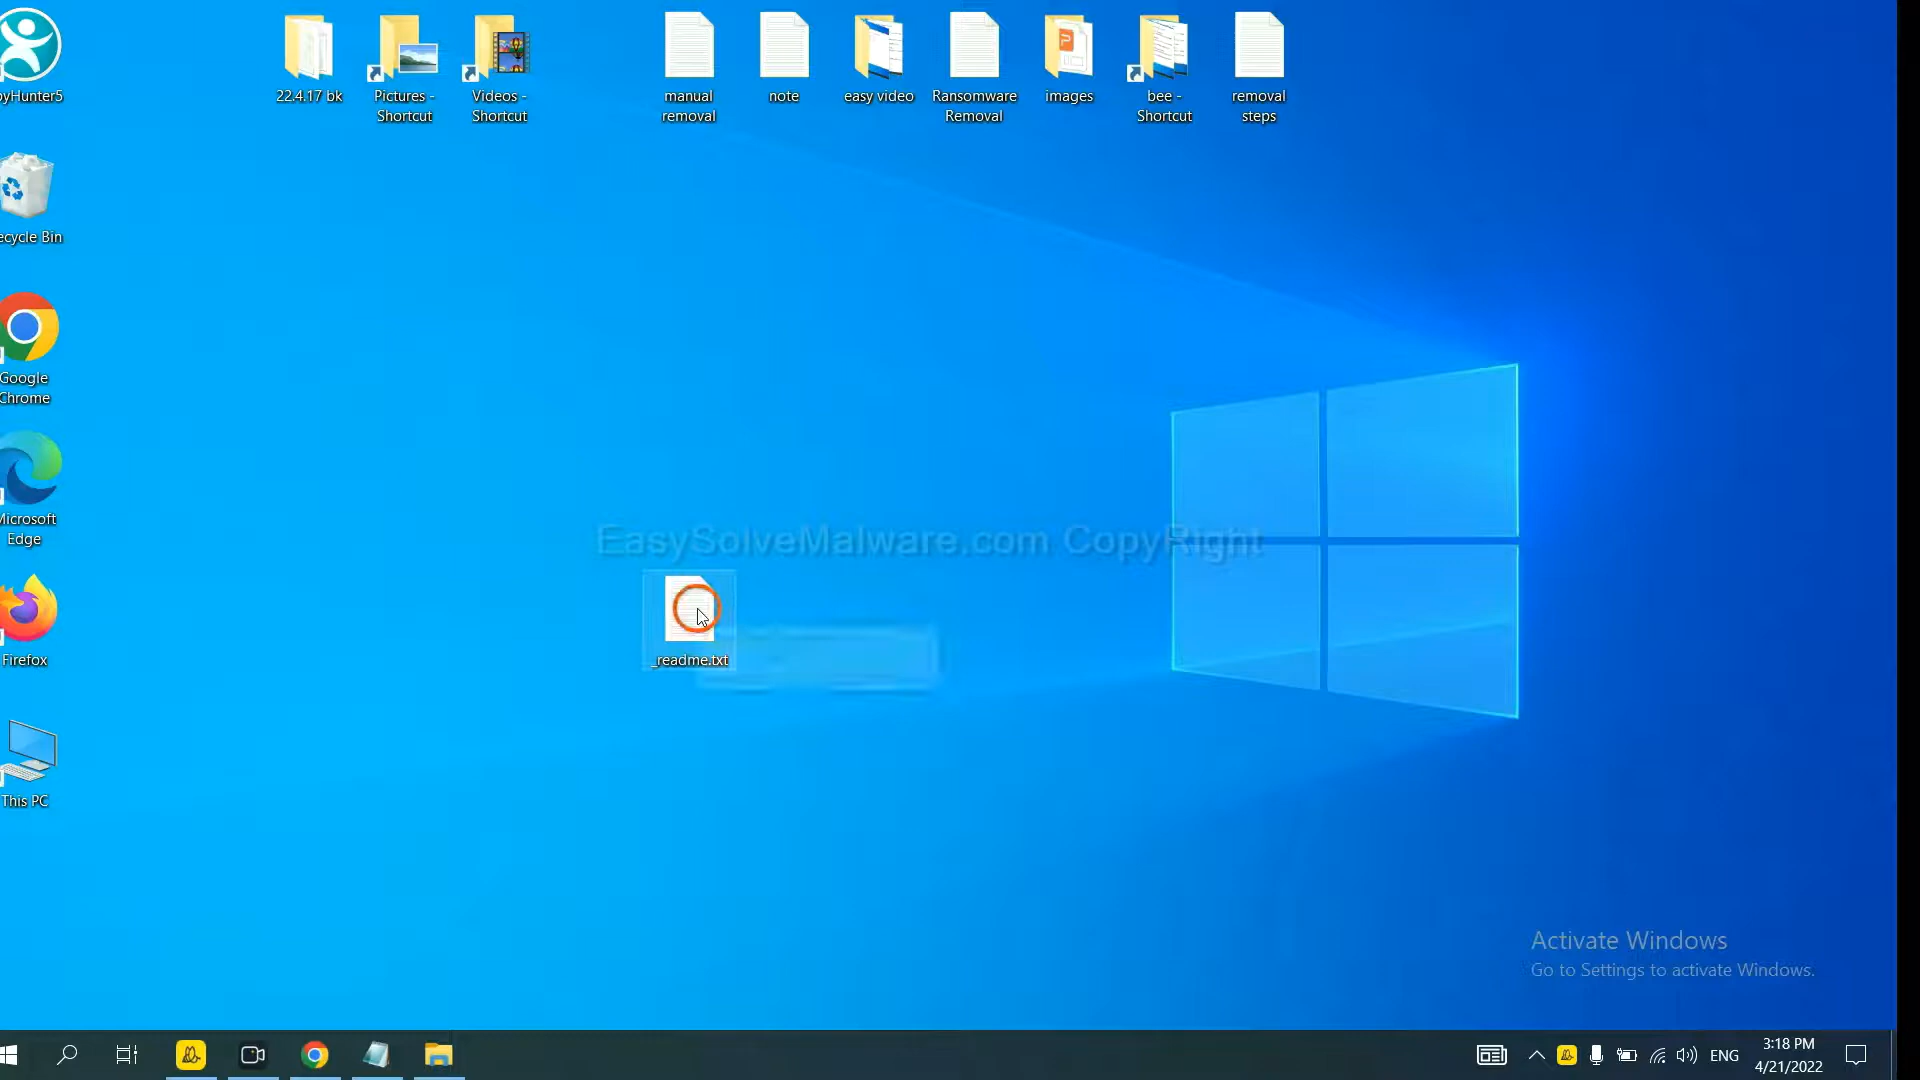 22.4.17 bk
Pictures -
Shortcut
Videos -
Shortcut
manual
removal
note
easy video
Ransomware
Removal
images
bee -
Shortcut
removal
steps
pyHunter5
ecycle Bin
Google
Chrome
Microsoft
Edge
Firefox
This PC
EasySolveMalware.com CopyRight
_readme.txt
Activate Windows
Go to Settings to activate Windows.
ENG
3:18 PM
4/21/2022